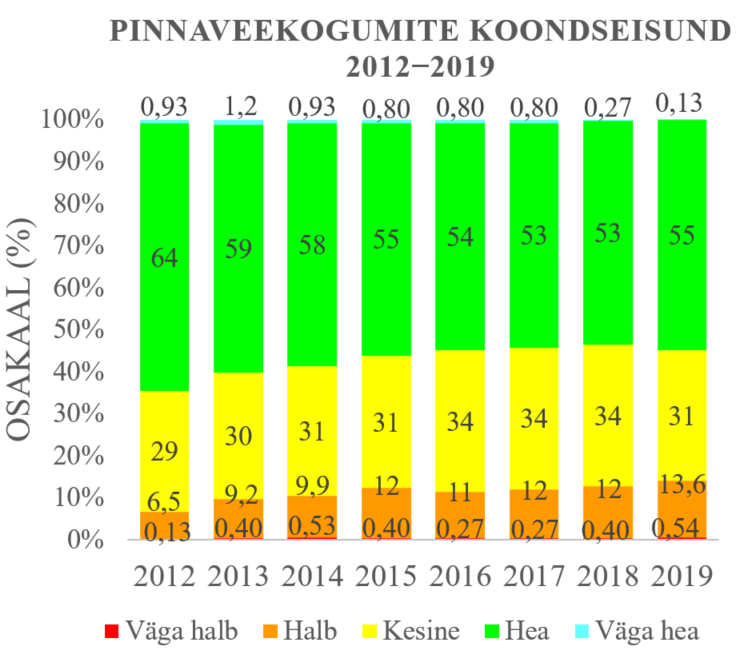 PINNAVEEKOGUMITE KOONDSEISUND
2012−2019
0,93 1,2 0,93 0,80 0,80 0,80 0,27 0,13
100%
90%
80%
70%
60%
50%
40%
30%
20%
10%
0%
OSAKAAL (%)
64 59 58 55 54 53 53 55
29 30 31 31 34 34 34 31
6,5 9,2 9,9 12 11 12 12 13,6
0,13 0,40 0,53 0,40 0,27 0,27 0,40 0,54
2012 2013 2014 2015 2016 2017 2018 2019
Väga halb Halb Kesine Hea Väga hea